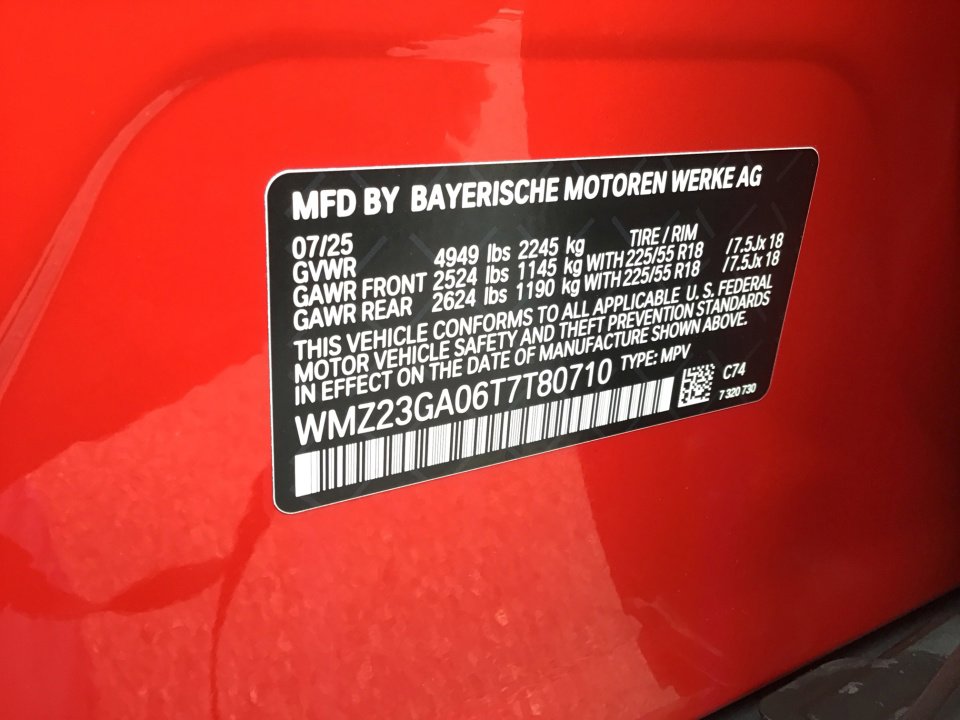 MFD BY BAYERISCHE MOTOREN WERKE AG
07/25 TIRE / RIM
GVWR 4949 lbs 2245 kg
GAWR FRONT 2524 lbs 1145 kg WITH 225/55 R18 /7.5Jx 18
GAWR REAR 2624 lbs 1190 kg WITH 225/55 R18 /7.5Jx 18
THIS VEHICLE CONFORMS TO ALL APPLICABLE U.S. FEDERAL
MOTOR VEHICLE SAFETY AND THEFT PREVENTION STANDARDS
IN EFFECT ON THE DATE OF MANUFACTURE SHOWN ABOVE.
WMZ23GA06T7T80710 TYPE: MPV
C74
7 320 730